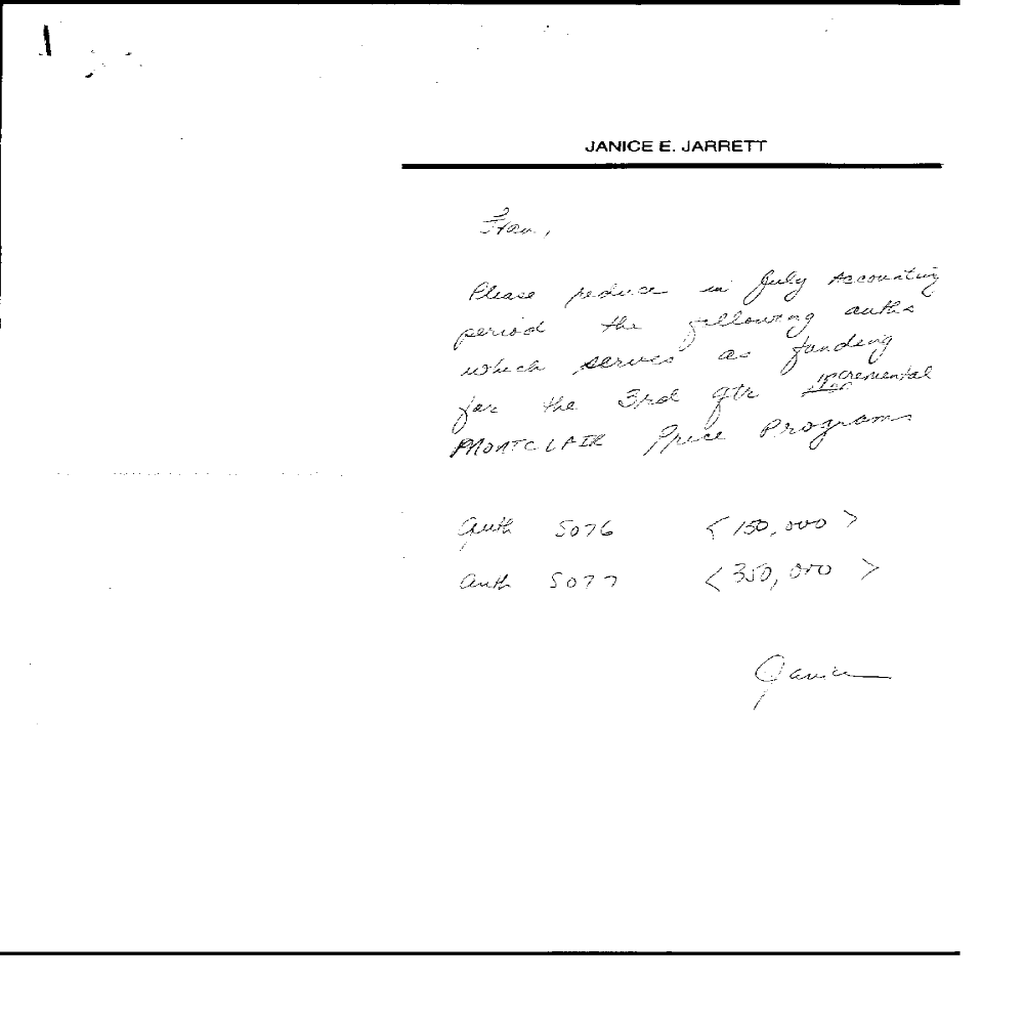 JANICE E. JARRETT
Fran,
Please reduce in July Accounting
period the following auths
which serves as funding
for the 3rd qtr incremental
MONTCLAIR Price Programs
Auth 5076 <150,000>
Auth 5077 <350,000>
Janice